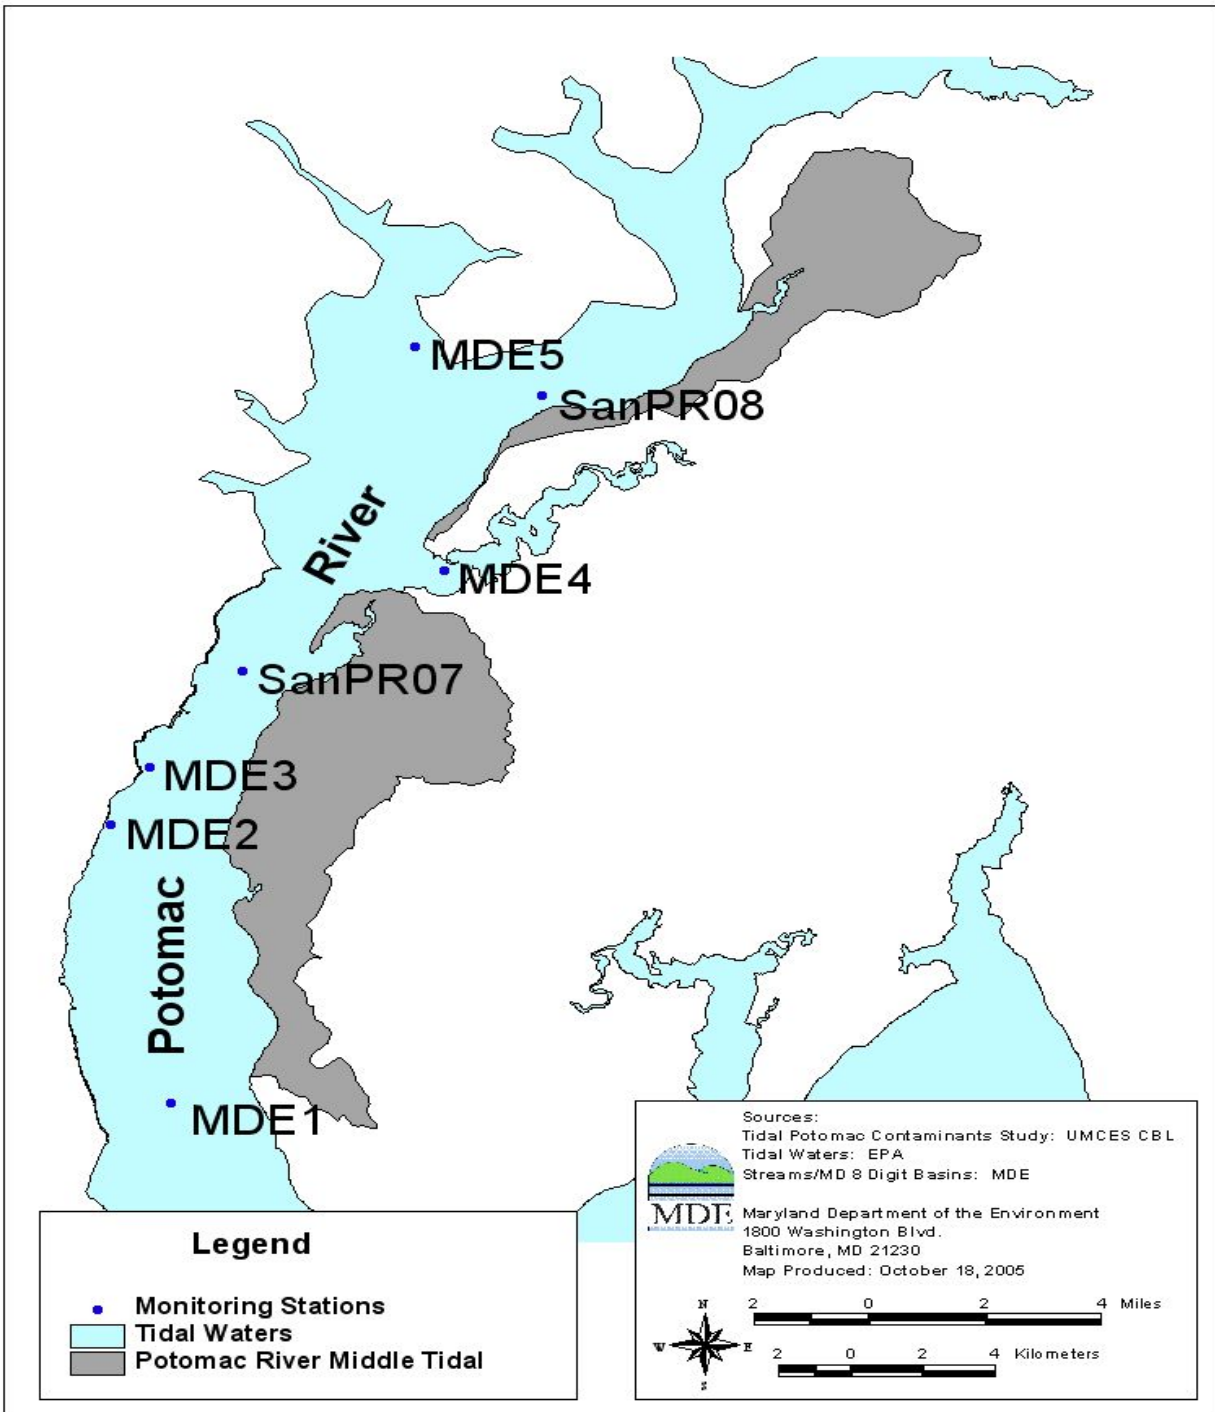 MDE5
SanPR08
River
MDE4
SanPR07
MDE3
MDE2
Potomac
MDE1
Legend
Monitoring Stations
Tidal Waters
Potomac River Middle Tidal
Sources:
Tidal Potomac Contaminants Study: UMCES CBL
Tidal Waters: EPA
Streams/MD 8 Digit Basins: MDE
MDE
Maryland Department of the Environment
1800 Washington Blvd.
Baltimore, MD 21230
Map Produced: October 18, 2005
N
W E
S
2 0 2 4 Miles
2 0 2 4 Kilometers